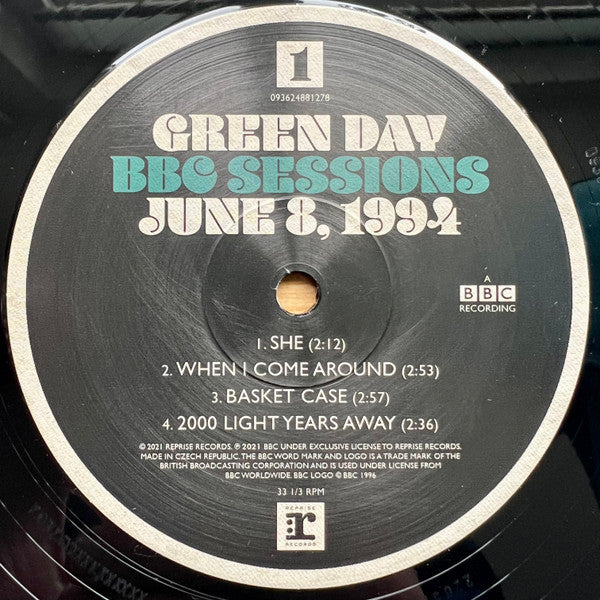 1
093624881278
GREEN DAY
BBC SESSIONS
JUNE 8, 1994
A
BBC
RECORDING
1. SHE (2:12)
2. WHEN I COME AROUND (2:53)
3. BASKET CASE (2:57)
4. 2000 LIGHT YEARS AWAY (2:36)
© 2021 REPRISE RECORDS. ℗ 2021 BBC UNDER EXCLUSIVE LICENSE TO REPRISE RECORDS.
MADE IN CZECH REPUBLIC. THE BBC WORD MARK AND LOGO IS A TRADE MARK OF THE
BRITISH BROADCASTING CORPORATION AND IS USED UNDER LICENSE FROM
BBC WORLDWIDE. BBC LOGO © BBC 1996
33 1/3 RPM
REPRISE
r
RECORDS